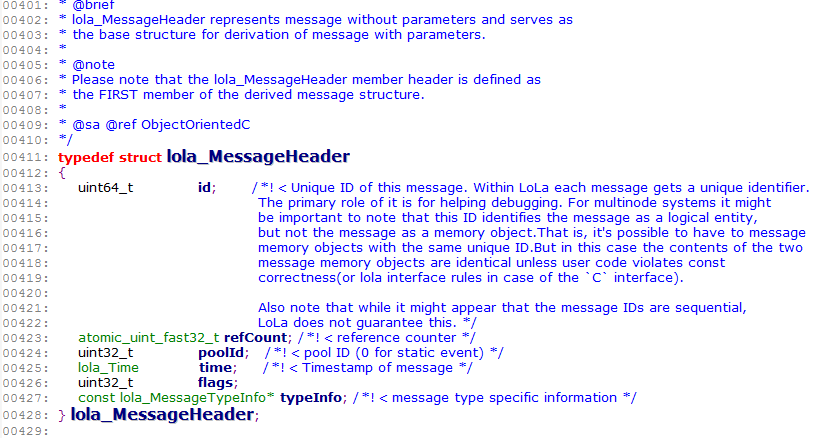 00401: * @brief
00402: * lola_MessageHeader represents message without parameters and serves as
00403: * the base structure for derivation of message with parameters.
00404: *
00405: * @note
00406: * Please note that the lola_MessageHeader member header is defined as
00407: * the FIRST member of the derived message structure.
00408: *
00409: * @sa @ref ObjectOrientedC
00410: */
00411: typedef struct lola_MessageHeader
00412: {
00413: uint64_t id; /*!< Unique ID of this message. Within LoLa each message gets a unique identifier.
00414: The primary role of it is for helping debugging. For multinode systems it might
00415: be important to note that this ID identifies the message as a logical entity,
00416: but not the message as a memory object.That is, it's possible to have to message
00417: memory objects with the same unique ID.But in this case the contents of the two
00418: message memory objects are identical unless user code violates const
00419: correctness(or lola interface rules in case of the `C` interface).
00420:
00421: Also note that while it might appear that the message IDs are sequential,
00422: LoLa does not guarantee this. */
00423: atomic_uint_fast32_t refCount; /*!< reference counter */
00424: uint32_t poolId; /*!< pool ID (0 for static event) */
00425: lola_Time time; /*!< Timestamp of message */
00426: uint32_t flags;
00427: const lola_MessageTypeInfo* typeInfo; /*!< message type specific information */
00428: } lola_MessageHeader;
00429: